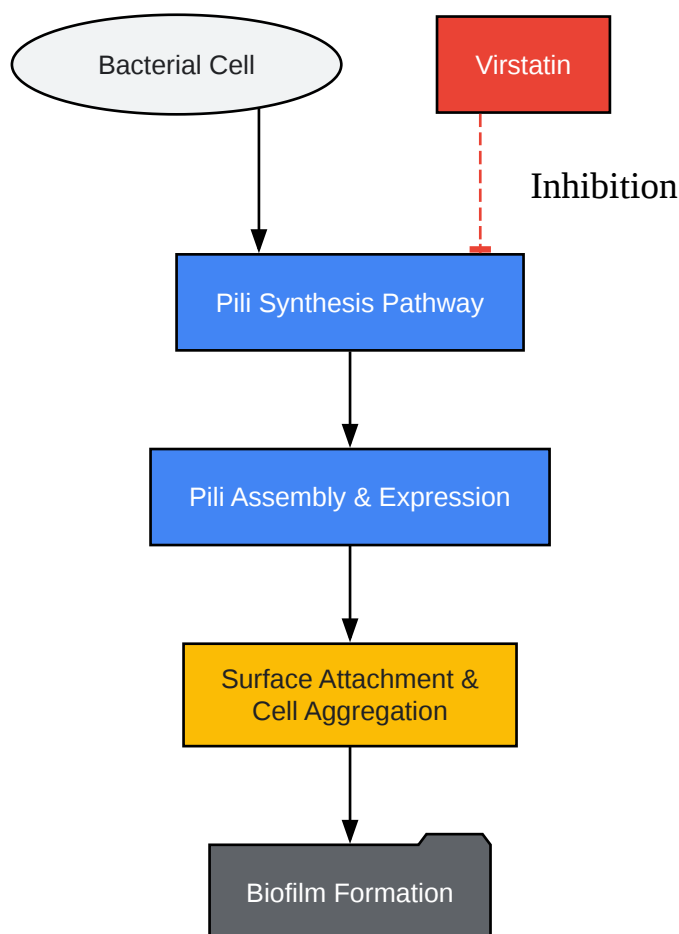 Bacterial Cell
Virstatin
Inhibition
Pili Synthesis Pathway
Pili Assembly & Expression
Surface Attachment &
Cell Aggregation
Biofilm Formation